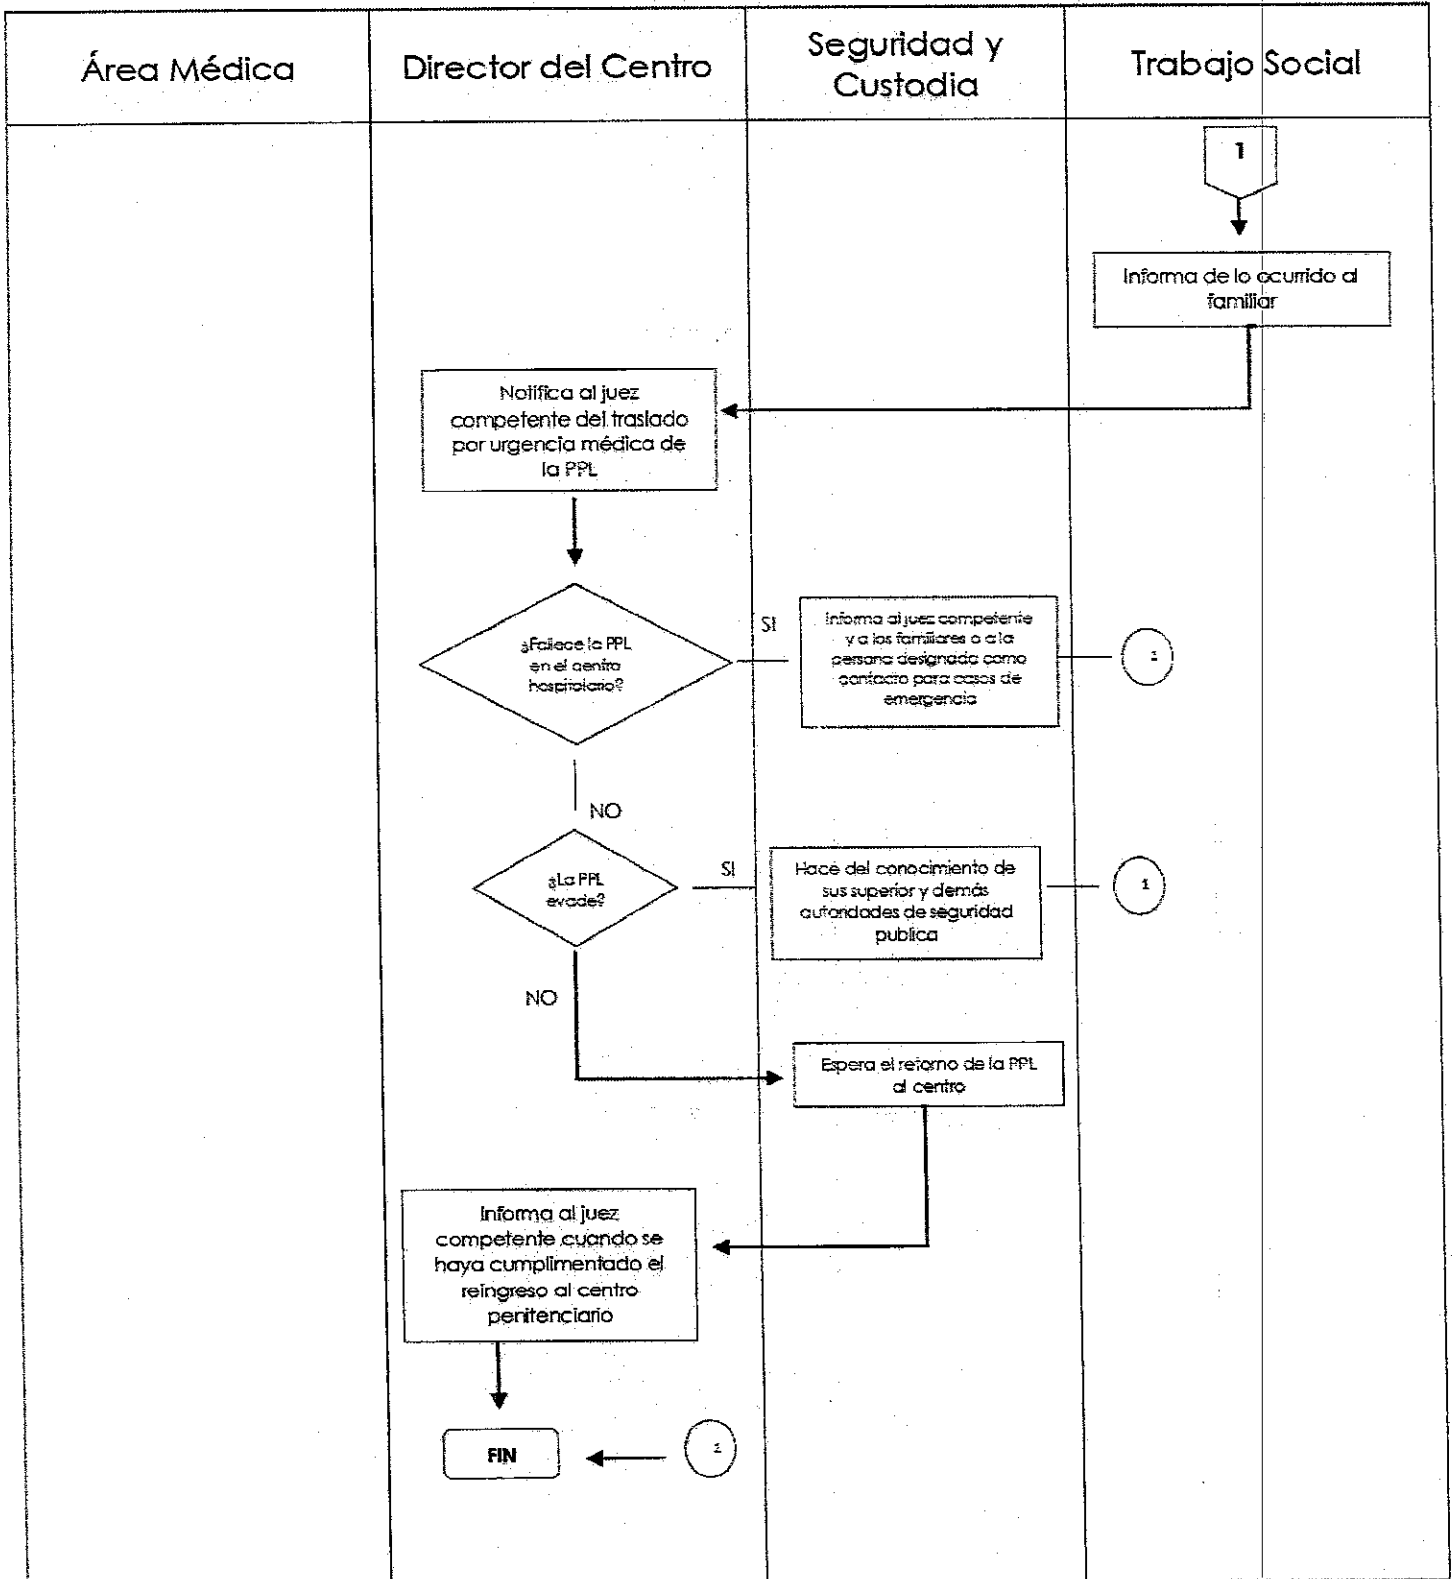 Área Médica
Director del Centro
Seguridad y
Custodia
Trabajo Social
1
Informa de lo ocurrido al
familiar
Notifica al juez
competente del traslado
por urgencia médica de
la PPL
¿Fallece la PPL
en el centro
hospitalario?
SI
Informa al juez competente
y a los familiares o a la
persona designada como
contacto para casos de
emergencia
NO
¿La PPL
evade?
SI
Hace del conocimiento de
sus superior y demás
autoridades de seguridad
publica
1
NO
Espera el retorno de la PPL
al centro
Informa al juez
competente cuando se
haya cumplimentado el
reingreso al centro
penitenciario
FIN